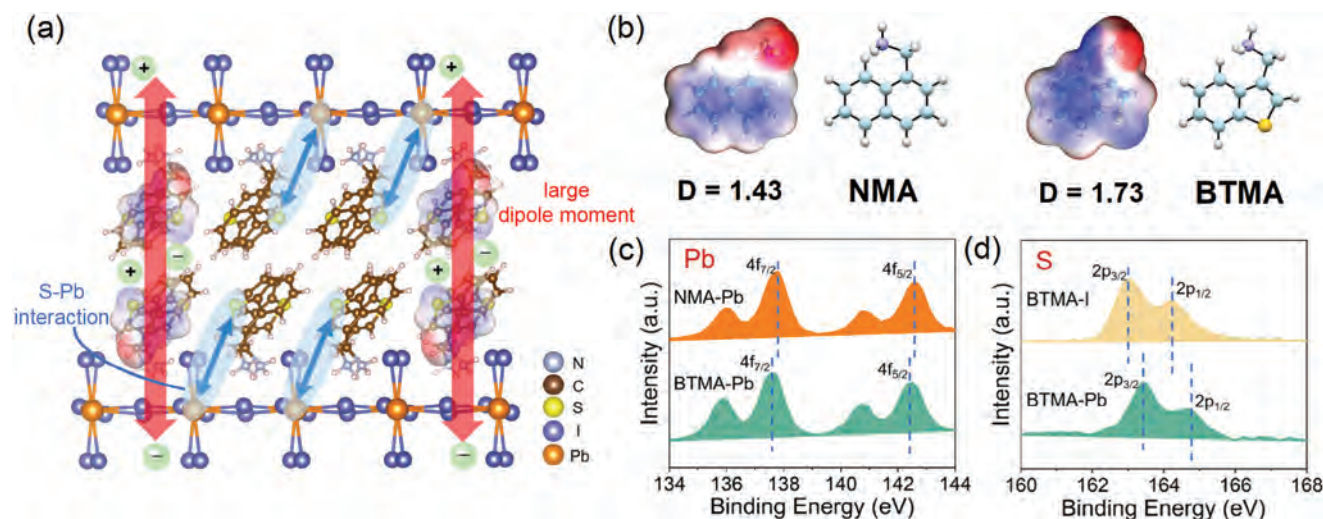 (a)
+
+
large
dipole moment
−
−
+
+
S-Pb
interaction
N
C
S
I
Pb
−
−
(b)
D = 1.43
NMA
D = 1.73
BTMA
(c)
Pb
4f7/2
4f5/2
NMA-Pb
4f7/2
4f5/2
BTMA-Pb
Intensity (a.u.)
134 136 138 140 142 144
Binding Energy (eV)
(d)
S
2p3/2
2p1/2
BTMA-I
2p3/2
2p1/2
BTMA-Pb
Intensity (a.u.)
160 162 164 166 168
Binding Energy (eV)